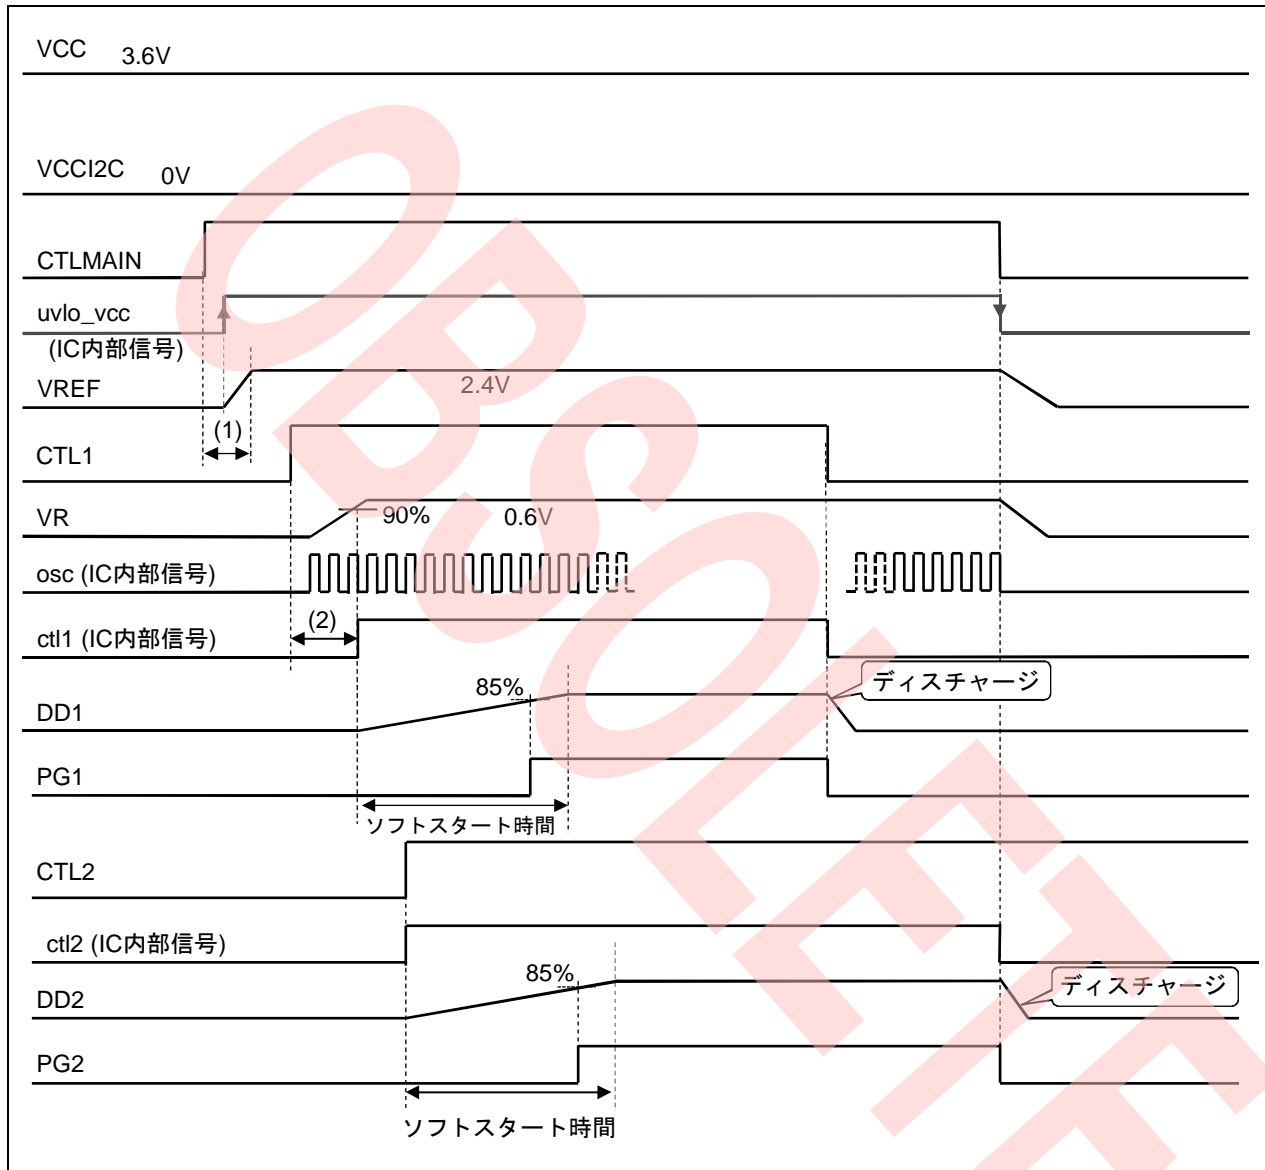 VCC 3.6V
VCCI2C 0V
CTLMAIN
uvlo_vcc
(IC内部信号)
VREF 2.4V
(1)
CTL1
VR 90% 0.6V
osc (IC内部信号)
(2)
ctl1 (IC内部信号)
ディスチャージ
85%
DD1
PG1
ソフトスタート時間
CTL2
ctl2 (IC内部信号)
85%
ディスチャージ
DD2
PG2
ソフトスタート時間
OBSOLETE